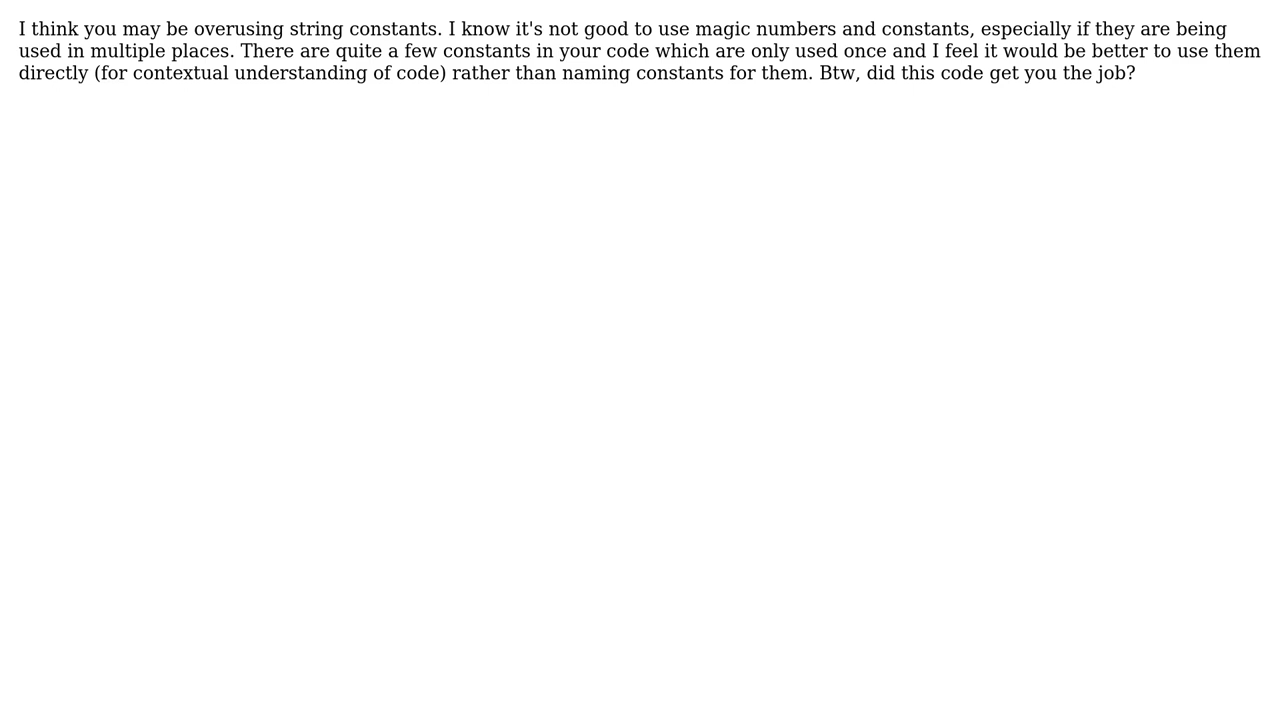 I think you may be overusing string constants. I know it's not good to use magic numbers and constants, especially if they are being
used in multiple places. There are quite a few constants in your code which are only used once and I feel it would be better to use them
directly (for contextual understanding of code) rather than naming constants for them. Btw, did this code get you the job?